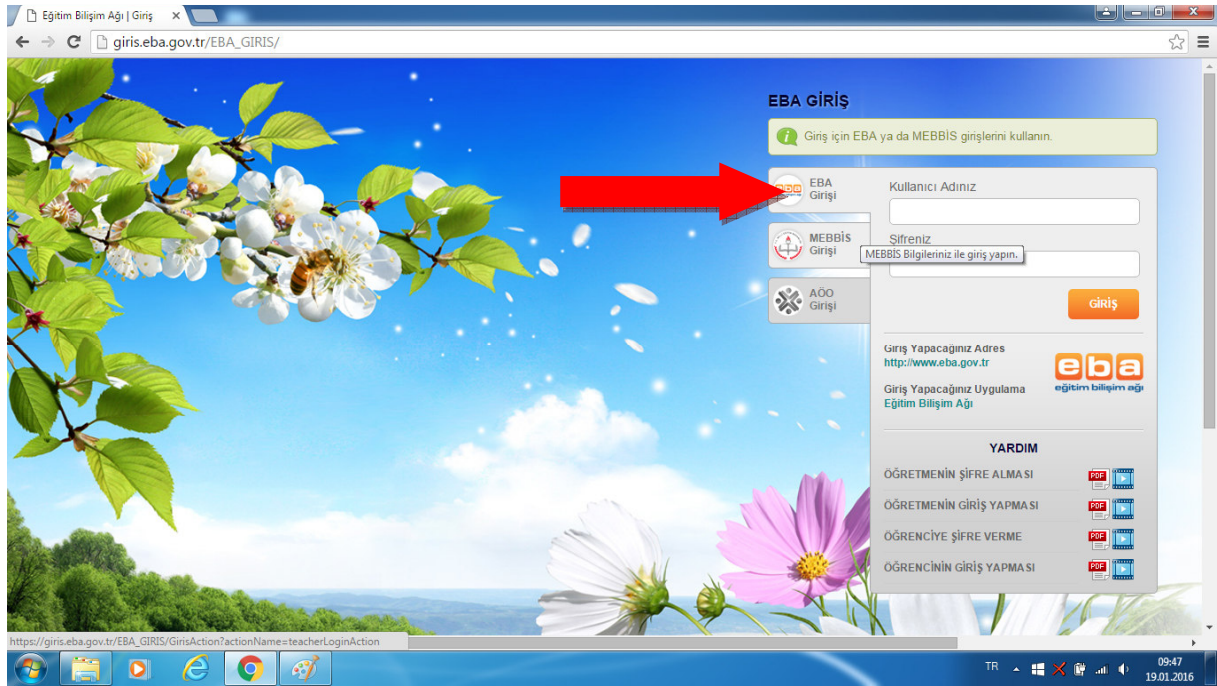 Eğitim Bilişim Ağı | Giriş
giris.eba.gov.tr/EBA_GIRIS/
EBA GİRİŞ
Giriş için EBA ya da MEBBİS girişlerini kullanın.
EBA
Girişi
MEBBİS
Girişi
AÖO
Girişi
Kullanıcı Adınız
Şifreniz
MEBBİS Bilgileriniz ile giriş yapın.
GİRİŞ
Giriş Yapacağınız Adres
http://www.eba.gov.tr
Giriş Yapacağınız Uygulama
Eğitim Bilişim Ağı
eba
eğitim bilişim ağı
YARDIM
ÖĞRETMENİN ŞİFRE ALMASI PDF
ÖĞRETMENİN GİRİŞ YAPMASI PDF
ÖĞRENCİYE ŞİFRE VERME PDF
ÖĞRENCİNİN GİRİŞ YAPMASI PDF
https://giris.eba.gov.tr/EBA_GIRIS/GirisAction?actionName=teacherLoginAction
TR
09:47
19.01.2016